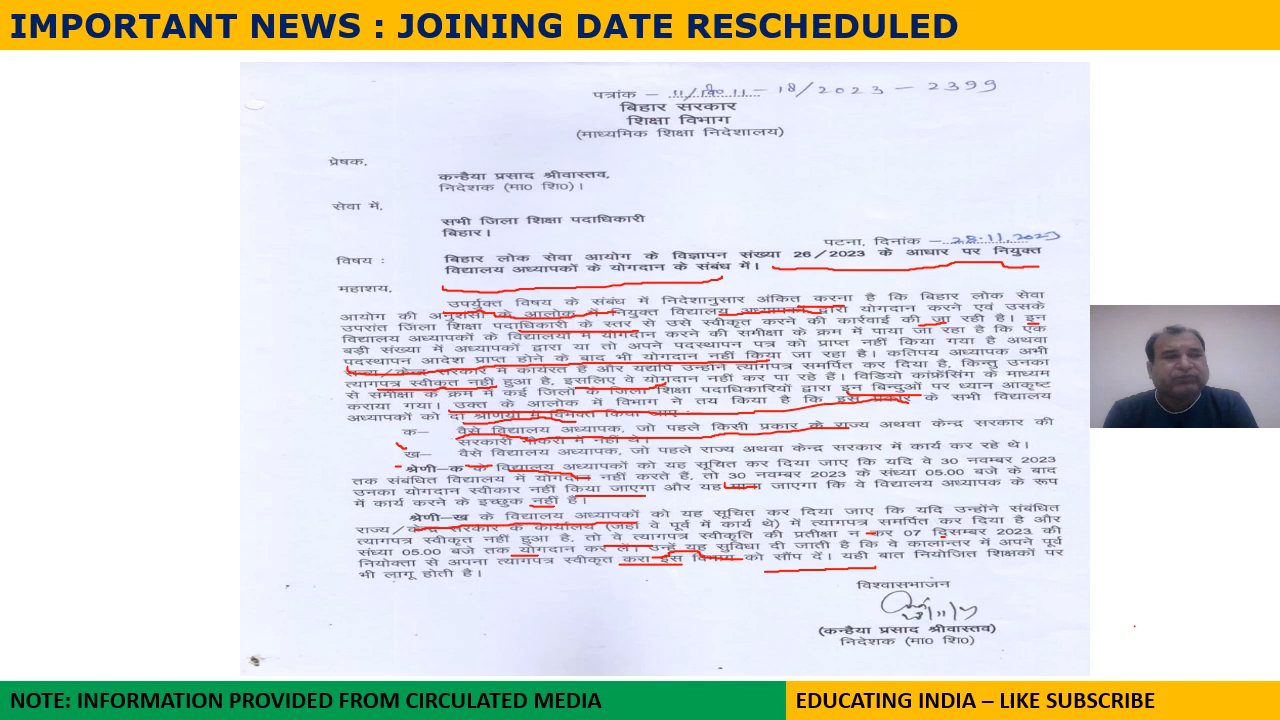 IMPORTANT NEWS : JOINING DATE RESCHEDULED
पत्रांक – 11/वि0 11 – 18/2023 – 2399
बिहार सरकार
शिक्षा विभाग
(माध्यमिक शिक्षा निदेशालय)
प्रेषक,
कन्हैया प्रसाद श्रीवास्तव,
निदेशक (मा0 शि0)।
सेवा में,
सभी जिला शिक्षा पदाधिकारी
बिहार।
पटना, दिनांक – 28.11.2023
विषय : बिहार लोक सेवा आयोग के विज्ञापन संख्या 26/2023 के आधार पर नियुक्त
विद्यालय अध्यापकों के योगदान के संबंध में।
महाशय,
उपर्युक्त विषय के संबंध में निदेशानुसार अंकित करना है कि बिहार लोक सेवा
आयोग की अनुशंसा के आलोक में नियुक्त विद्यालय अध्यापकों द्वारा योगदान करने एवं उसके
उपरांत जिला शिक्षा पदाधिकारी के स्तर से उसे स्वीकृत करने की कार्रवाई की जा रही है। इन
विद्यालय अध्यापकों के विद्यालयों में योगदान करने की समीक्षा के क्रम में पाया जा रहा है कि एक
बड़ी संख्या में अध्यापकों द्वारा या तो अपने पदस्थापन पत्र को प्राप्त नहीं किया गया है अथवा
पदस्थापन आदेश प्राप्त होने के बाद भी योगदान नहीं किया जा रहा है। कतिपय अध्यापक अभी
राज्य/केन्द्र सरकार में कार्यरत हैं और यद्यपि उन्होंने त्यागपत्र समर्पित कर दिया है, किन्तु उनका
त्यागपत्र स्वीकृत नहीं हुआ है, इसलिए वे योगदान नहीं कर पा रहे हैं। विडियो कांफ्रेंसिंग के माध्यम
से समीक्षा के क्रम में कई जिलों के जिला शिक्षा पदाधिकारियों द्वारा इन बिन्दुओं पर ध्यान आकृष्ट
कराया गया। उक्त के आलोक में विभाग ने तय किया है कि इस प्रकार के सभी विद्यालय
अध्यापकों को दो श्रेणियों में विभक्त किया जाए :
क– वैसे विद्यालय अध्यापक, जो पहले किसी प्रकार के राज्य अथवा केन्द्र सरकार की
सरकारी नौकरी में नहीं थे।
ख– वैसे विद्यालय अध्यापक, जो पहले राज्य अथवा केन्द्र सरकार में कार्य कर रहे थे।
श्रेणी–क के विद्यालय अध्यापकों को यह सूचित कर दिया जाए कि यदि वे 30 नवम्बर 2023
तक संबंधित विद्यालय में योगदान नहीं करते हैं, तो 30 नवम्बर 2023 के संध्या 05.00 बजे के बाद
उनका योगदान स्वीकार नहीं किया जाएगा और यह माना जाएगा कि वे विद्यालय अध्यापक के रूप
में कार्य करने के इच्छुक नहीं हैं।
श्रेणी–ख के विद्यालय अध्यापकों को यह सूचित कर दिया जाए कि यदि उन्होंने संबंधित
राज्य/केन्द्र सरकार के कार्यालय (जहाँ वे पूर्व में कार्य थे) में त्यागपत्र समर्पित कर दिया है और
त्यागपत्र स्वीकृत नहीं हुआ है, तो वे त्यागपत्र स्वीकृति की प्रतीक्षा न कर 07 दिसम्बर 2023 की
संध्या 05.00 बजे तक योगदान कर लें। उन्हें यह सुविधा दी जाती है कि वे कालान्तर में अपने पूर्व
नियोक्ता से अपना त्यागपत्र स्वीकृत करा इस विभाग को सौंप दें। यही बात नियोजित शिक्षकों पर
भी लागू होती है।
विश्वासभाजन
(कन्हैया प्रसाद श्रीवास्तव)
निदेशक (मा0 शि0)
NOTE: INFORMATION PROVIDED FROM CIRCULATED MEDIA
EDUCATING INDIA – LIKE SUBSCRIBE